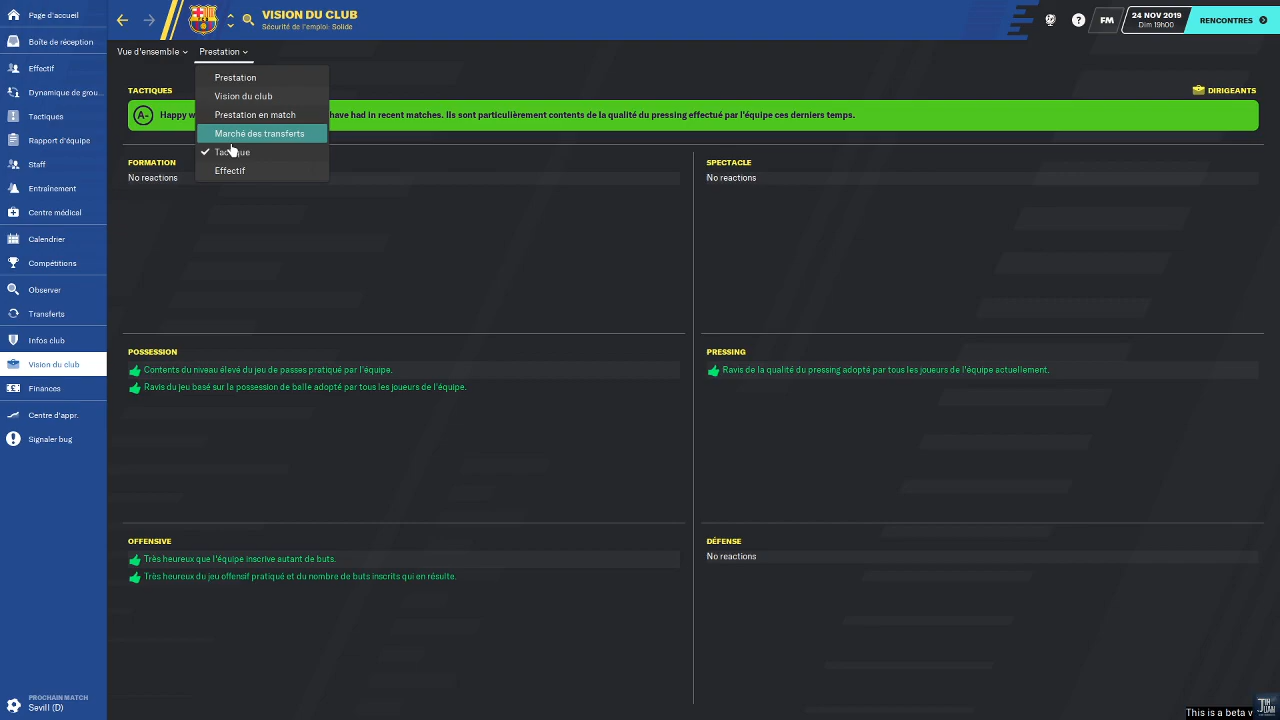 Page d'accueil
Boîte de réception
Effectif
Dynamique de grou...
Tactiques
Rapport d'équipe
Staff
Entraînement
Centre médical
Calendrier
Compétitions
Observer
Transferts
Infos club
Vision du club
Finances
Centre d'appr.
Signaler bug
PROCHAIN MATCH
Sevill (D)
VISION DU CLUB
Sécurité de l'emploi: Solide
?
FM
24 NOV 2019
Dim 19h00
RENCONTRES
Vue d'ensemble
Prestation
Prestation
Vision du club
Prestation en match
Marché des transferts
Effectif
TACTIQUES
DIRIGEANTS
A-
Happy w
have had in recent matches. Ils sont particulièrement contents de la qualité du pressing effectué par l'équipe ces derniers temps.
FORMATION
No reactions
SPECTACLE
No reactions
POSSESSION
Contents du niveau élevé du jeu de passes pratiqué par l'équipe.
Ravis du jeu basé sur la possession de balle adopté par tous les joueurs de l'équipe.
PRESSING
Ravis de la qualité du pressing adopté par tous les joueurs de l'équipe actuellement.
OFFENSIVE
Très heureux que l'équipe inscrive autant de buts.
Très heureux du jeu offensif pratiqué et du nombre de buts inscrits qui en résulte.
DÉFENSE
No reactions
This is a beta v